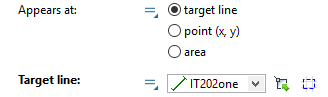 Appears at: target line
point (x, y)
area
Target line: IT202one